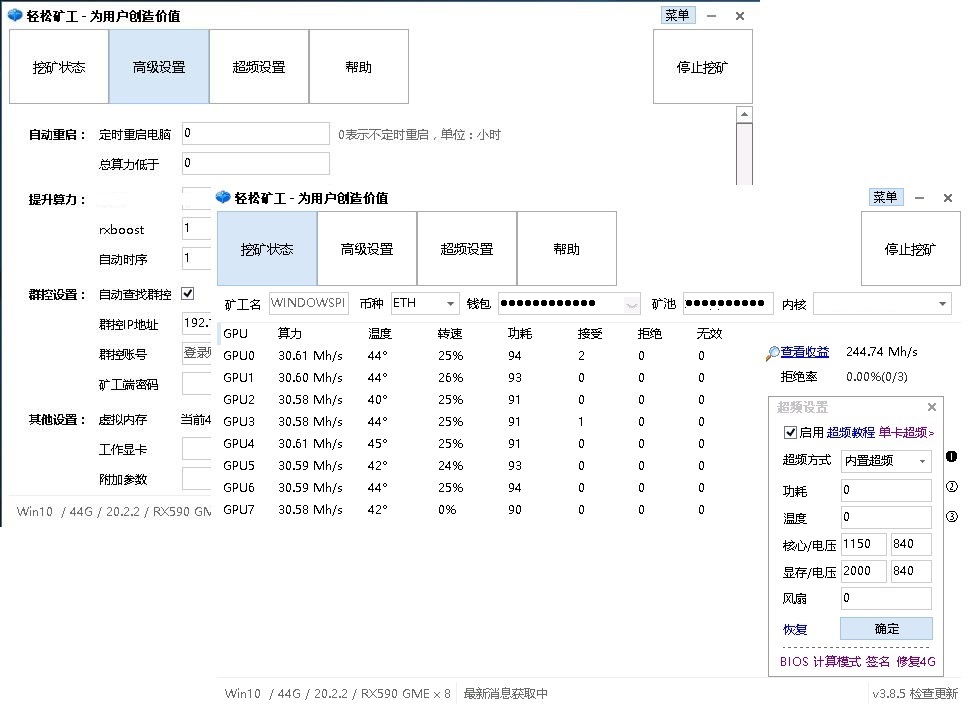 轻松矿工 - 为用户创造价值 菜单
挖矿状态 高级设置 超频设置 帮助 停止挖矿
自动重启： 定时重启电脑 0 0表示不定时重启，单位：小时
总算力低于 0
提升算力：
rxboost 1
自动时序 1
群控设置： 自动查找群控
群控IP地址 192.
群控账号 登录
矿工端密码
其他设置： 虚拟内存 当前4
工作显卡
附加参数
Win10 / 44G / 20.2.2 / RX590 GM
轻松矿工 - 为用户创造价值 菜单
挖矿状态 高级设置 超频设置 帮助 停止挖矿
矿工名 WINDOWSPI 币种 ETH 钱包 ●●●●●●●●●●●● 矿池 ●●●●●●●●●● 内核
GPU 算力 温度 转速 功耗 接受 拒绝 无效
GPU0 30.61 Mh/s 44° 25% 94 2 0 0
GPU1 30.60 Mh/s 44° 26% 93 0 0 0
GPU2 30.58 Mh/s 40° 25% 91 0 0 0
GPU3 30.58 Mh/s 44° 25% 91 1 0 0
GPU4 30.61 Mh/s 45° 25% 91 0 0 0
GPU5 30.59 Mh/s 42° 24% 93 0 0 0
GPU6 30.59 Mh/s 44° 25% 94 0 0 0
GPU7 30.58 Mh/s 42° 0% 90 0 0 0
查看收益 244.74 Mh/s
拒绝率 0.00%(0/3)
超频设置
启用 超频教程 单卡超频>
超频方式 内置超频 ❶
功耗 0 ②
温度 0 ③
核心/电压 1150 840
显存/电压 2000 840
风扇 0
恢复 确定
BIOS 计算模式 签名 修复4G
Win10 / 44G / 20.2.2 / RX590 GME × 8 最新消息获取中 v3.8.5 检查更新